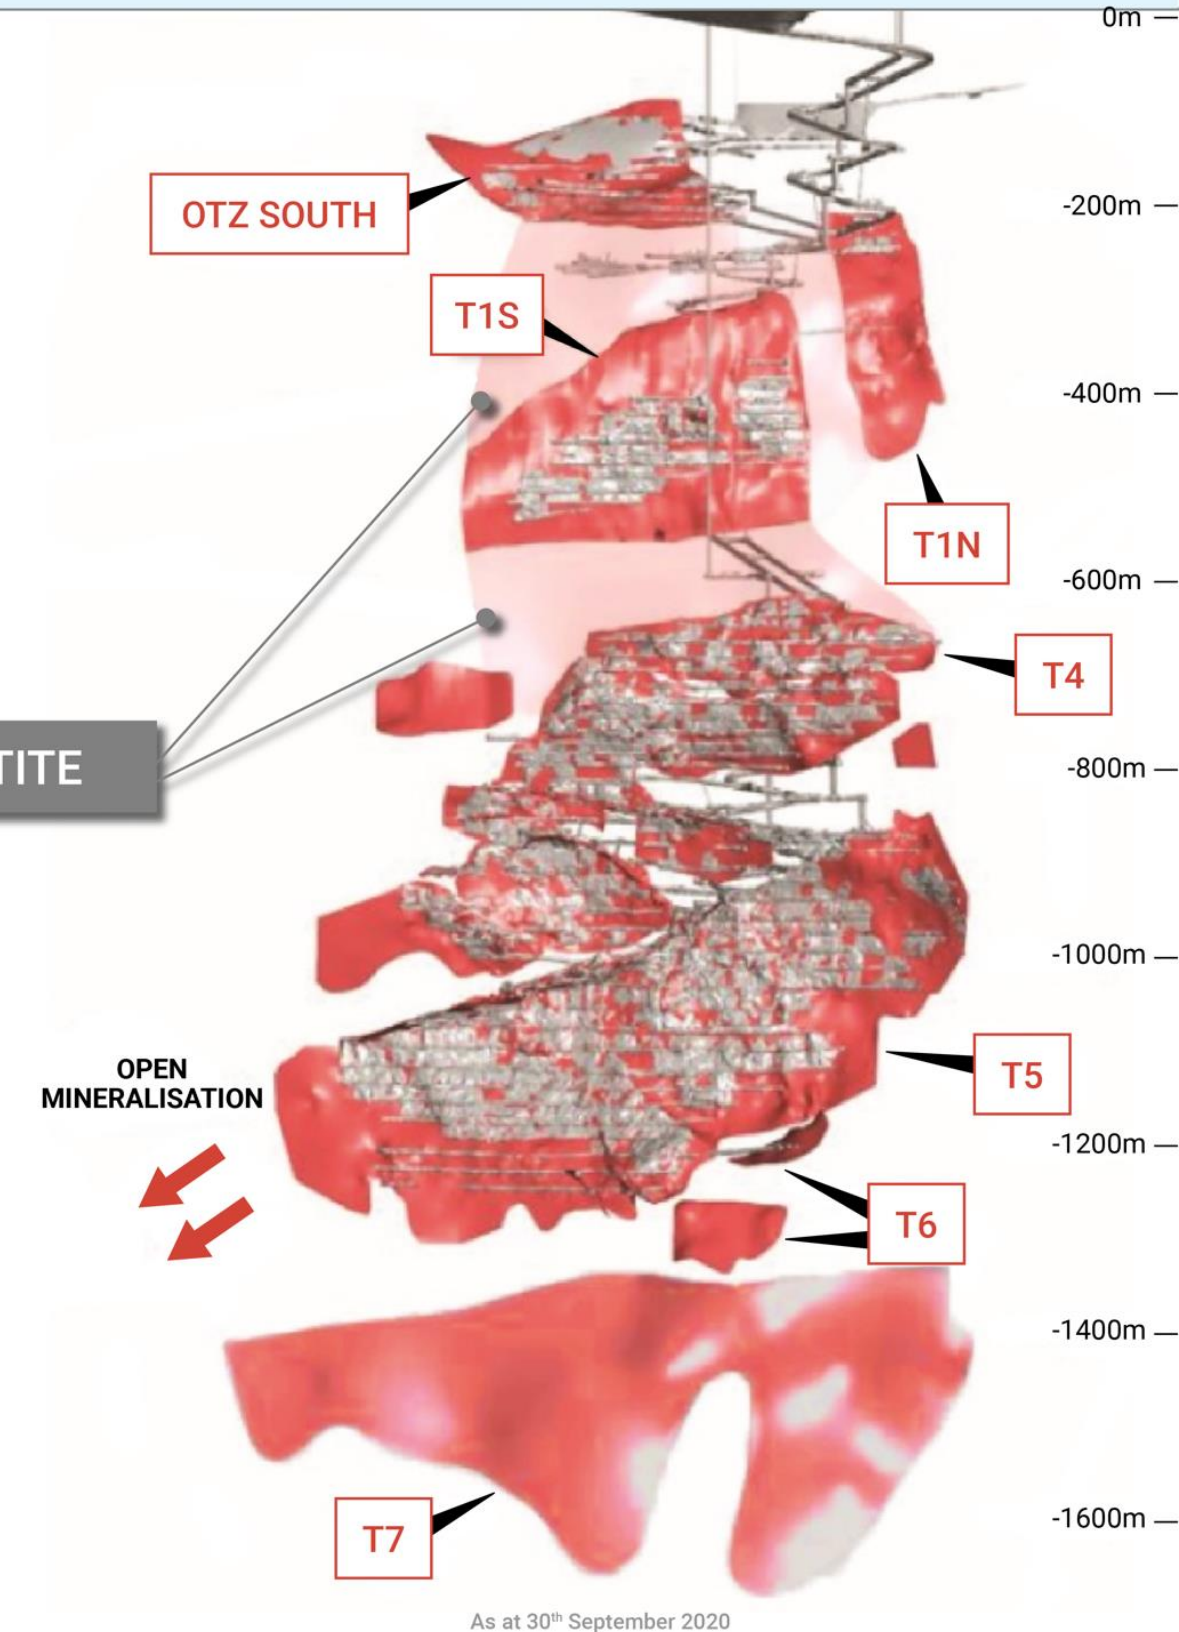 0m
OTZ SOUTH
-200m
T1S
-400m
T1N
-600m
T4
TITE
-800m
-1000m
OPEN
MINERALISATION
T5
-1200m
T6
-1400m
-1600m
T7
As at 30th September 2020